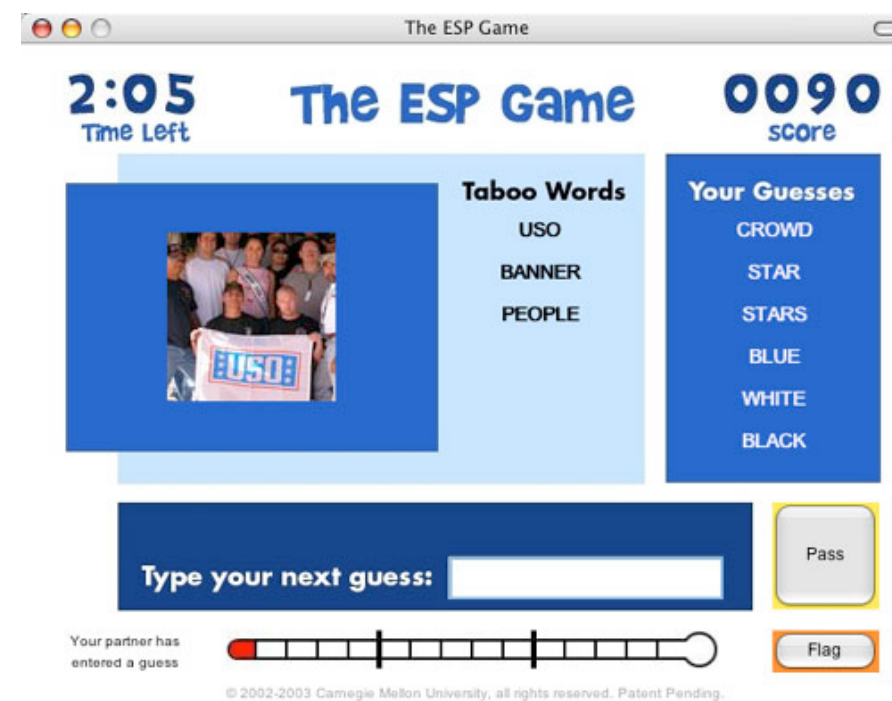 The ESP Game
2:05
Time Left
The ESP Game
0090
score
Taboo Words
USO
BANNER
PEOPLE
Your Guesses
CROWD
STAR
STARS
BLUE
WHITE
BLACK
USO
Type your next guess:
Pass
Your partner has
entered a guess
Flag
© 2002-2003 Carnegie Mellon University, all rights reserved. Patent Pending.